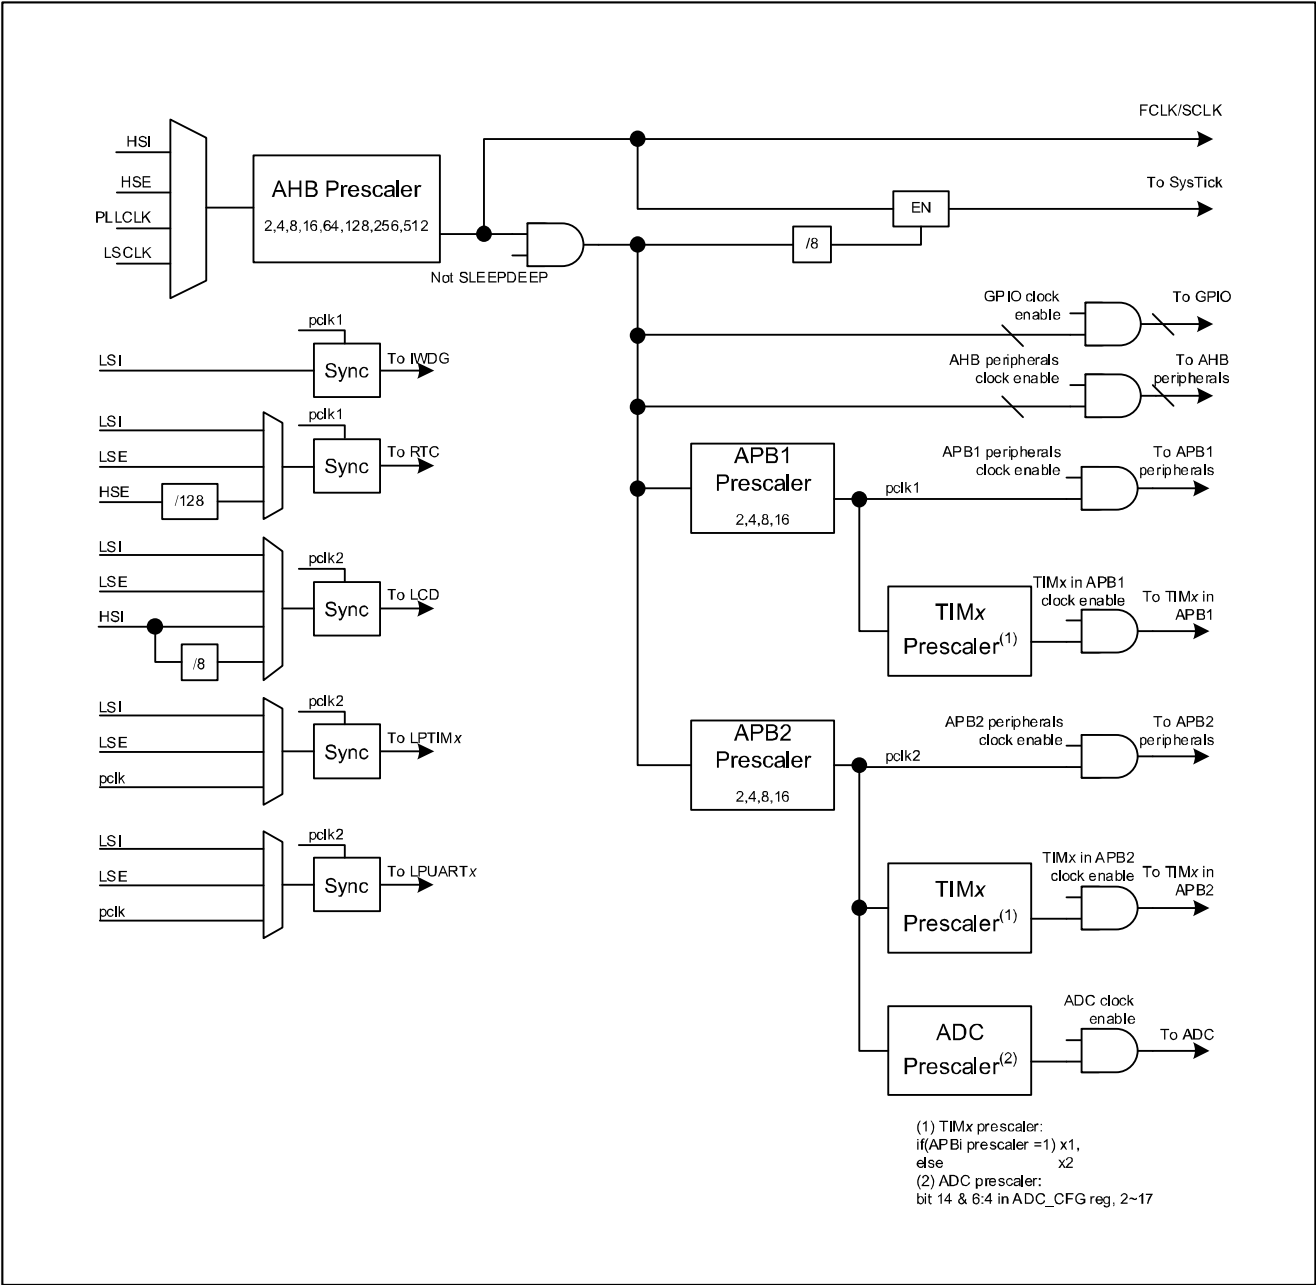 FCLK/SCLK
HSI
To SysTick
HSE
AHB Prescaler
EN
PLLCLK
2,4,8,16,64,128,256,512
/8
LSCLK
Not SLEEPDEEP
GPIO clock
enable
To GPIO
pclk1
LSI
Sync
To IWDG
AHB peripherals
clock enable
To AHB
peripherals
pclk1
LSI
LSE
Sync
To RTC
HSE
/128
APB1
Prescaler
2,4,8,16
pclk1
APB1 peripherals
clock enable
To APB1
peripherals
LSI
pclk2
LSE
Sync
To LCD
HSI
/8
TIMx
Prescaler(1)
TIMx in APB1
clock enable
To TIMx in
APB1
LSI
pclk2
LSE
Sync
To LPTIMx
pclk
APB2
Prescaler
2,4,8,16
pclk2
APB2 peripherals
clock enable
To APB2
peripherals
LSI
pclk2
LSE
Sync
To LPUARTx
pclk
TIMx
Prescaler(1)
TIMx in APB2
clock enable
To TIMx in
APB2
ADC
Prescaler(2)
ADC clock
enable
To ADC
(1) TIMx prescaler:
if(APBi prescaler =1) x1,
else x2
(2) ADC prescaler:
bit 14 & 6:4 in ADC_CFG reg, 2~17